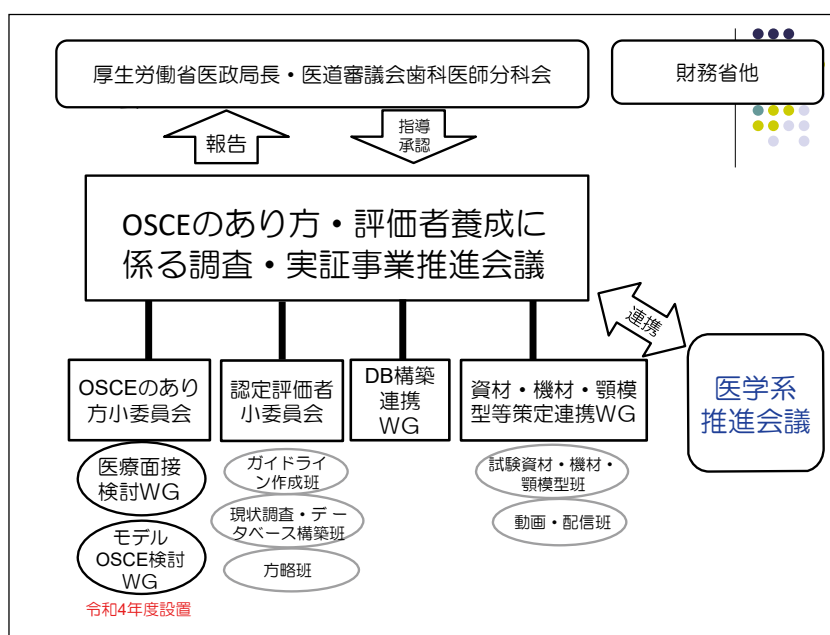 厚生労働省医政局長・医道審議会歯科医師分科会
財務省他
報告
指導
承認
OSCEのあり方・評価者養成に
係る調査・実証事業推進会議
連携
OSCEのあり
方小委員会
認定評価者
小委員会
DB構築
連携
WG
資材・機材・顎模
型等策定連携WG
医学系
推進会議
医療面接
検討WG
モデル
OSCE検討
WG
令和4年度設置
ガイドライ
ン作成班
現状調査・デー
タベース構築班
方略班
試験資材・機材・
顎模型班
動画・配信班